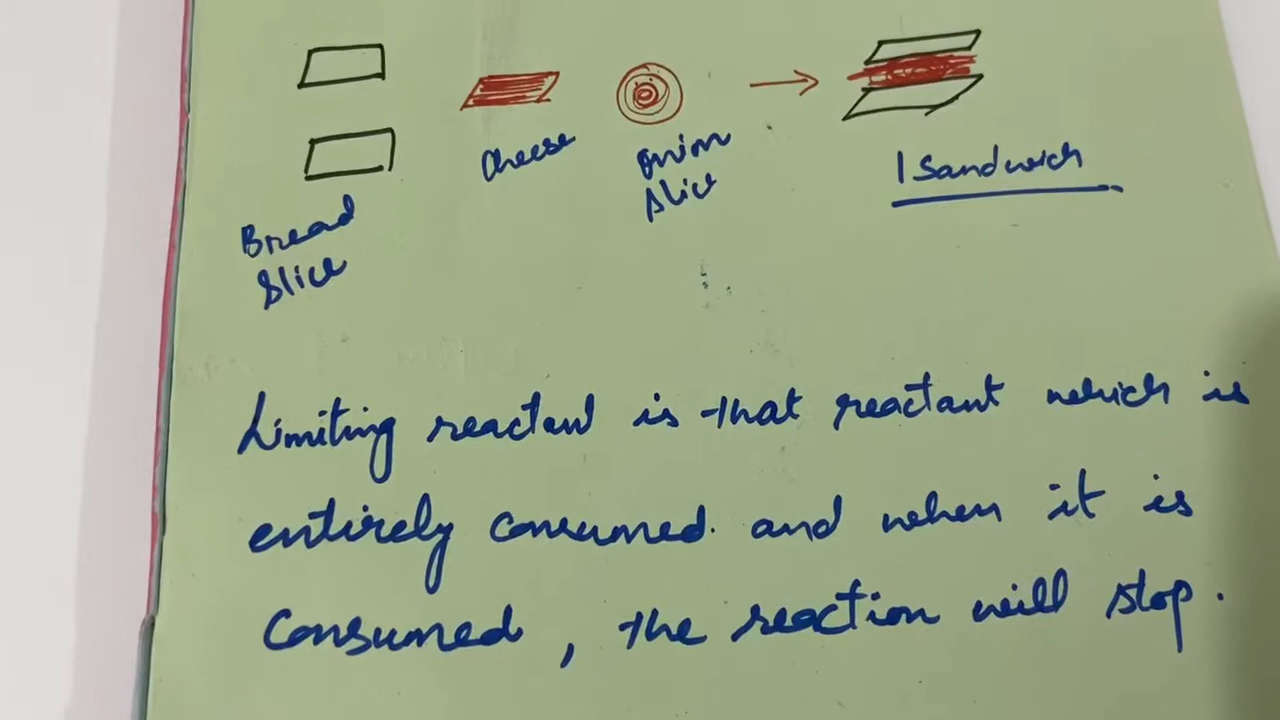 Bread
Slice
Cheese
Onion
Slice
1 Sandwich
Limiting reactant is that reactant which is
entirely consumed. and when it is
consumed, the reaction will stop.